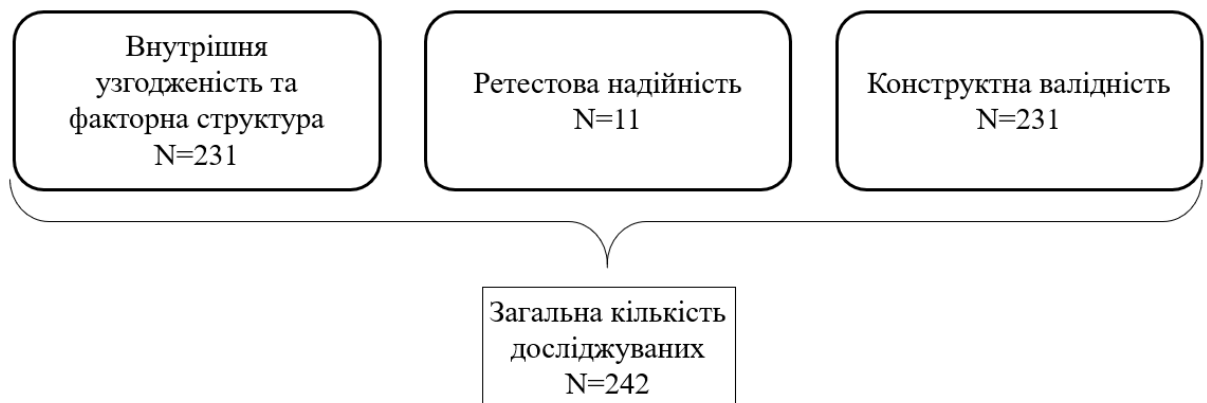 Внутрішня
узгодженість та
факторна структура
N=231
Ретестова надійність
N=11
Конструктна валідність
N=231
Загальна кількість
досліджуваних
N=242